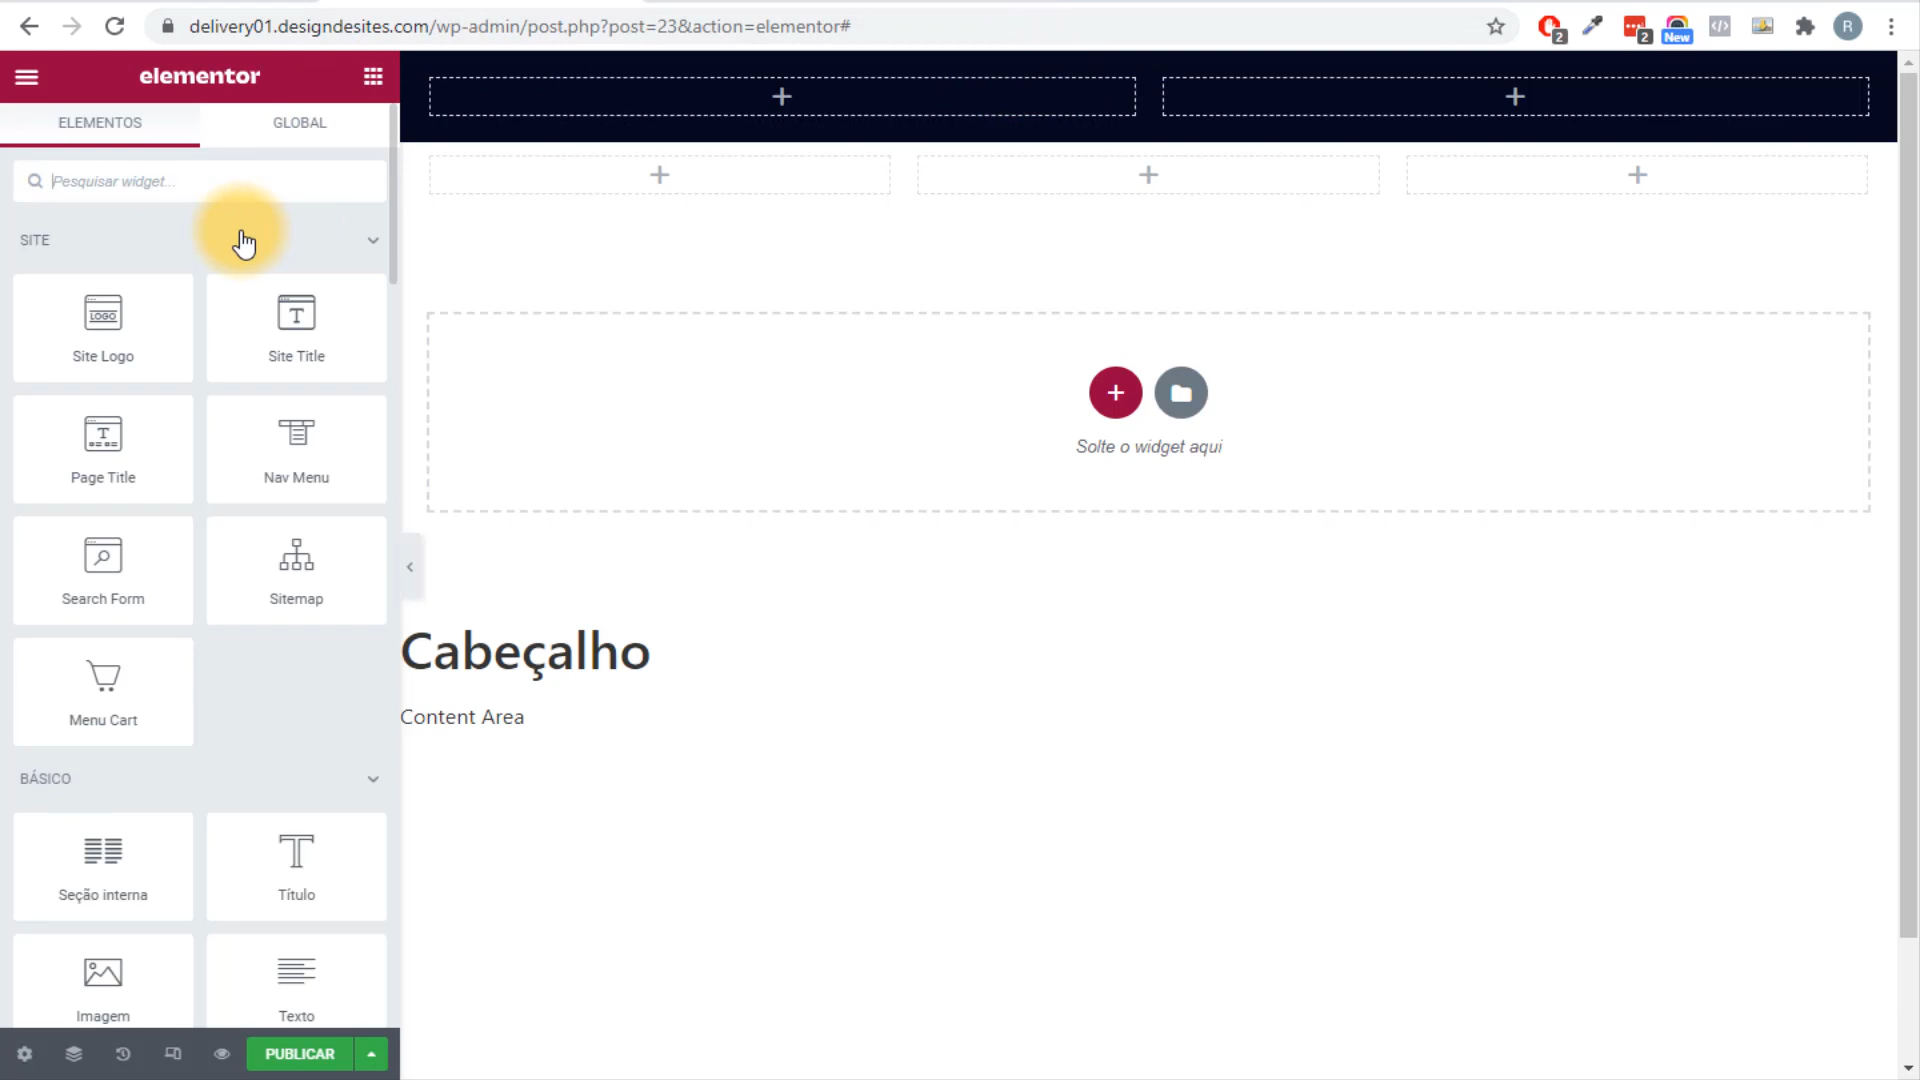 delivery01.designdesites.com/wp-admin/post.php?post=23&action=elementor#
2
2
New
R
elementor
ELEMENTOS
GLOBAL
Pesquisar widget...
SITE
LOGO
Site Logo
Site Title
Page Title
Nav Menu
Search Form
Sitemap
Menu Cart
BÁSICO
Seção interna
Título
Imagem
Texto
PUBLICAR
Solte o widget aqui
Cabeçalho
Content Area